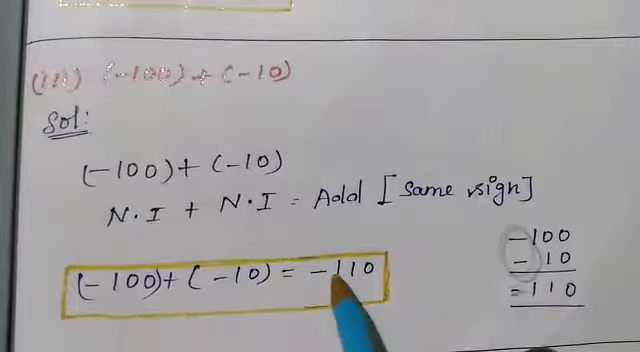 (iii) (-100) + (-10)
Sol:
(-100) + (-10)
N.I + N.I = Add [Same sign]
(-100) + (-10) = -110
-100
- 10
= 110